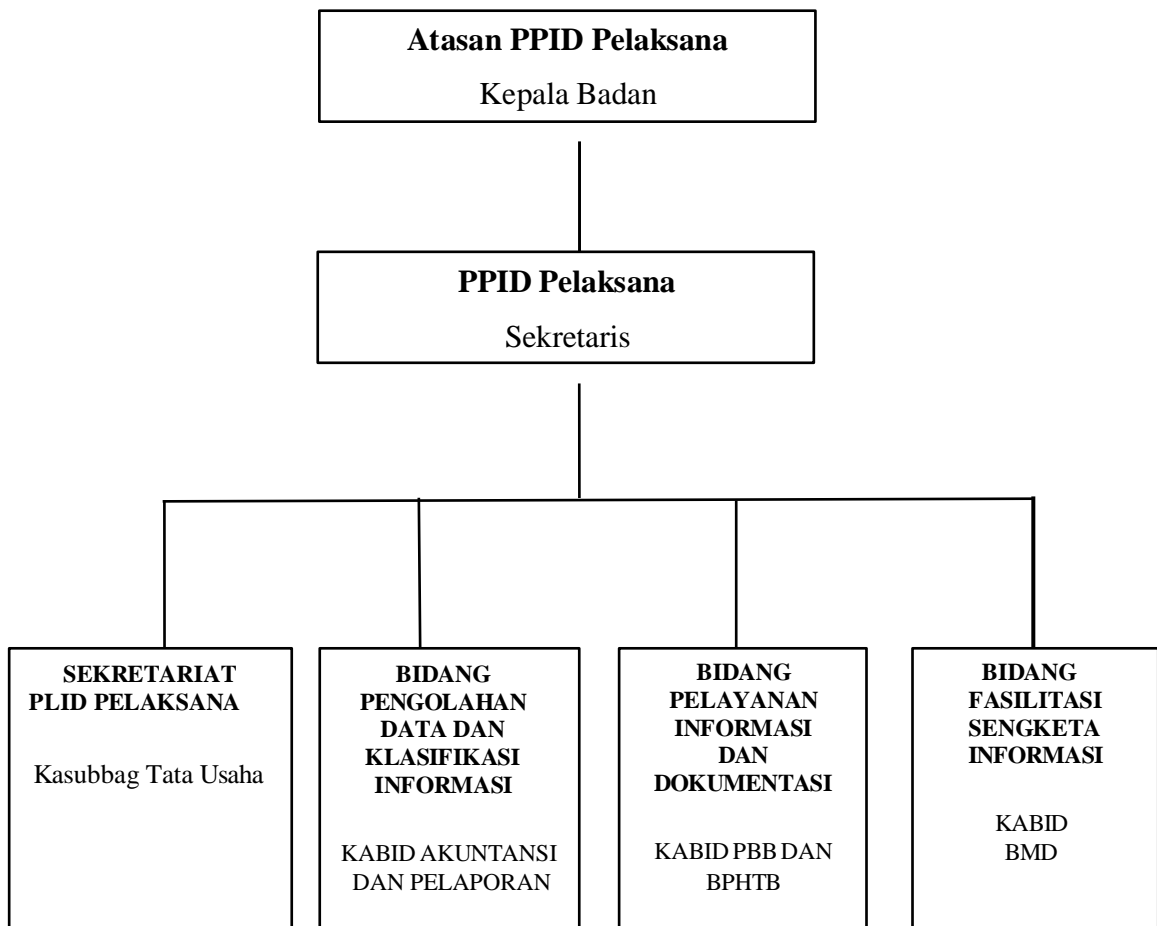 Atasan PPID Pelaksana
Kepala Badan
PPID Pelaksana
Sekretaris
SEKRETARIAT
PLID PELAKSANA
Kasubbag Tata Usaha
BIDANG
PENGOLAHAN
DATA DAN
KLASIFIKASI
INFORMASI
KABID AKUNTANSI
DAN PELAPORAN
BIDANG
PELAYANAN
INFORMASI
DAN
DOKUMENTASI
KABID PBB DAN
BPHTB
BIDANG
FASILITASI
SENGKETA
INFORMASI
KABID
BMD